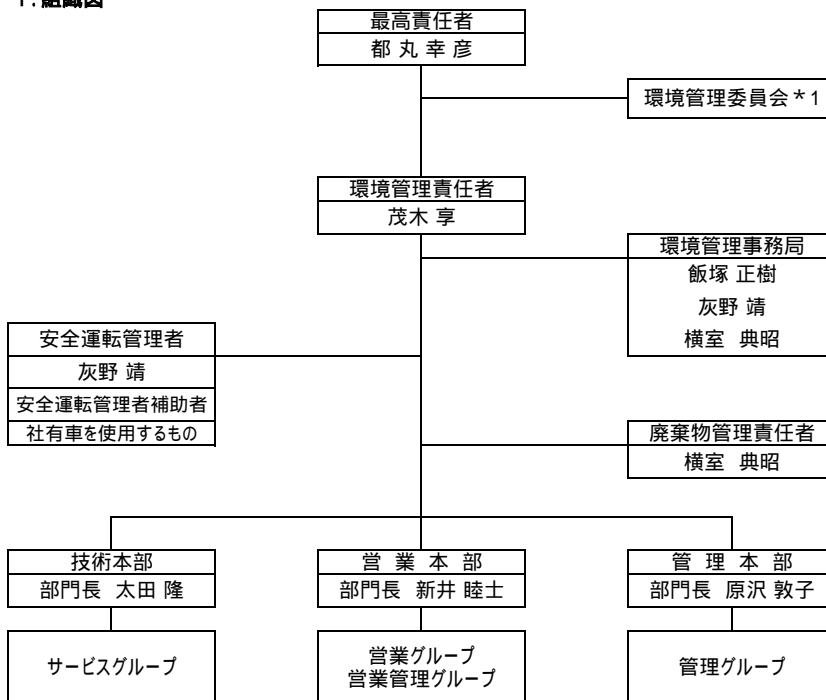 1.組織図
最高責任者
都 丸 幸 彦
環境管理委員会*1
環境管理責任者
茂木 享
環境管理事務局
飯塚 正樹
灰野 靖
横室 典昭
安全運転管理者
灰野 靖
安全運転管理者補助者
社有車を使用するもの
廃棄物管理責任者
横室 典昭
技術本部
部門長 太田 隆
営 業 本 部
部門長 新井 睦士
管 理 本 部
部門長 原沢 敦子
サービスグループ
営業グループ
営業管理グループ
管理グループ